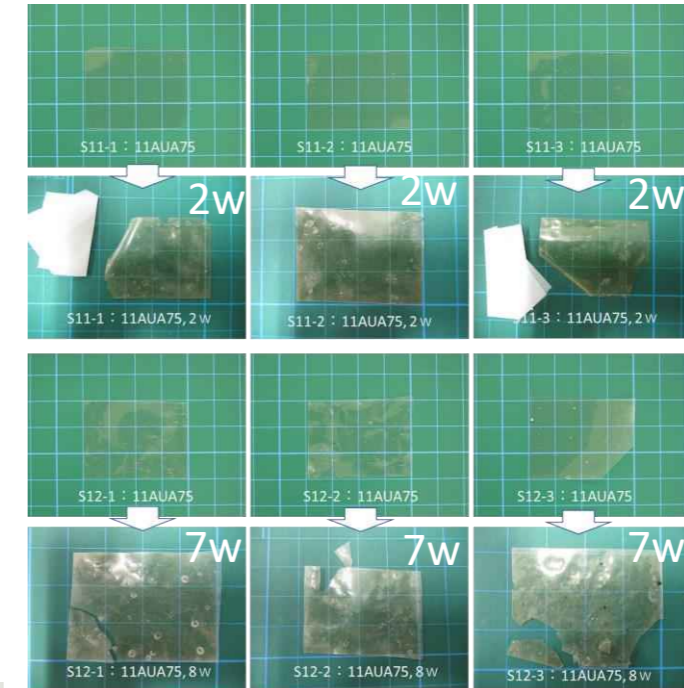 S11-1：11AUA75
S11-2：11AUA75
S11-3：11AUA75
2w
2w
2w
S11-1：11AUA75, 2 w
S11-2：11AUA75, 2 w
S11-3：11AUA75, 2 w
S12-1：11AUA75
S12-2：11AUA75
S12-3：11AUA75
7w
7w
7w
S12-1：11AUA75, 8 w
S12-2：11AUA75, 8 w
S12-3：11AUA75, 8 w